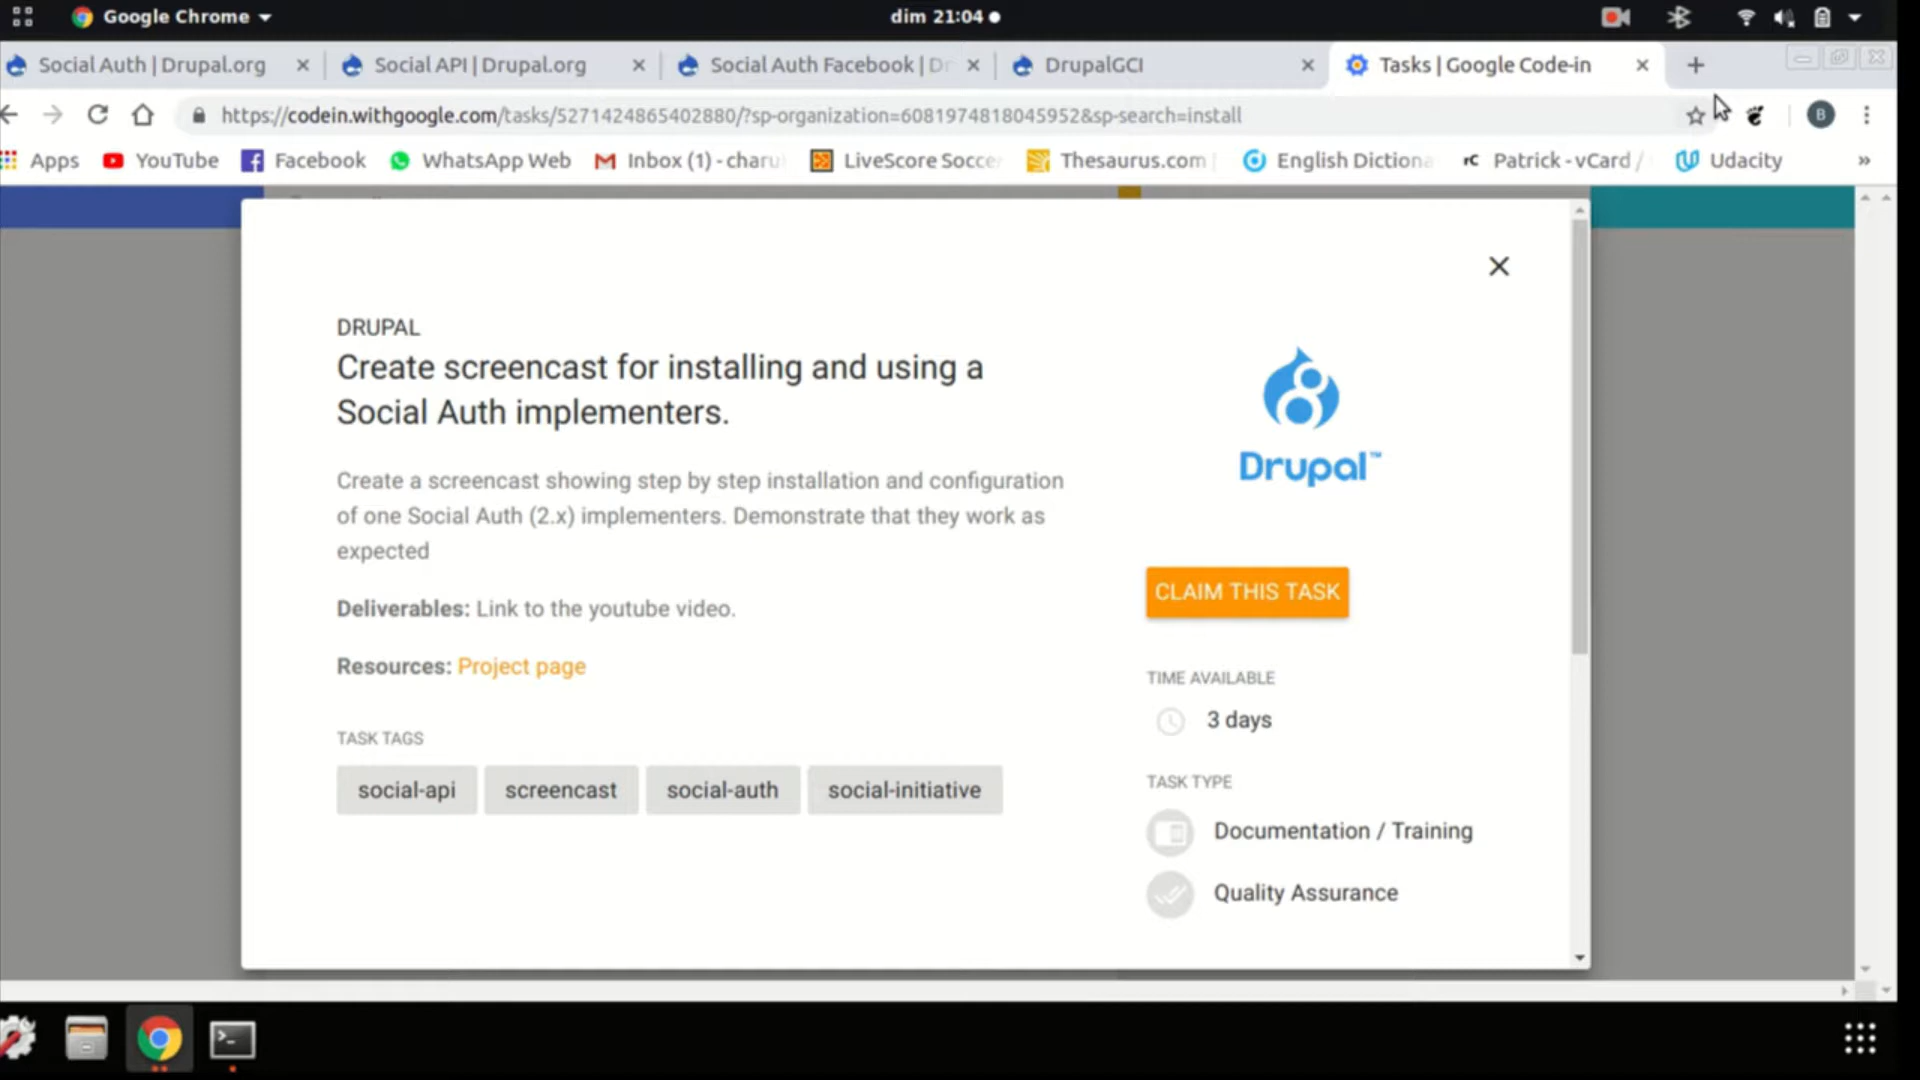 Google Chrome
dim 21:04
Social Auth | Drupal.org
Social API | Drupal.org
Social Auth Facebook | Dr
DrupalGCI
Tasks | Google Code-in
https://codein.withgoogle.com/tasks/5271424865402880/?sp-organization=6081974818045952&sp-search=install
B
Apps
YouTube
Facebook
WhatsApp Web
Inbox (1) - charu
LiveScore Soccer
Thesaurus.com |
English Dictiona
rC Patrick - vCard /
Udacity
»
DRUPAL
Create screencast for installing and using a
Social Auth implementers.
Create a screencast showing step by step installation and configuration
of one Social Auth (2.x) implementers. Demonstrate that they work as
expected
Deliverables: Link to the youtube video.
Resources: Project page
TASK TAGS
social-api
screencast
social-auth
social-initiative
Drupal™
CLAIM THIS TASK
TIME AVAILABLE
3 days
TASK TYPE
Documentation / Training
Quality Assurance